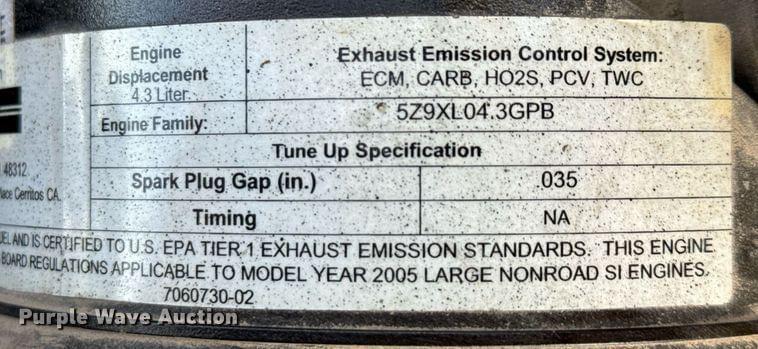 Engine
Displacement
4.3 Liter
Exhaust Emission Control System:
ECM, CARB, HO2S, PCV, TWC
Engine Family:
5Z9XL04.3GPB
Tune Up Specification
48312
Cerritos CA.
Spark Plug Gap (in.)
.035
Timing
NA
AND IS CERTIFIED TO U.S. EPA TIER 1 EXHAUST EMISSION STANDARDS. THIS ENGINE
BOARD REGULATIONS APPLICABLE TO MODEL YEAR 2005 LARGE NONROAD SI ENGINES.
7060730-02
Purple Wave Auction